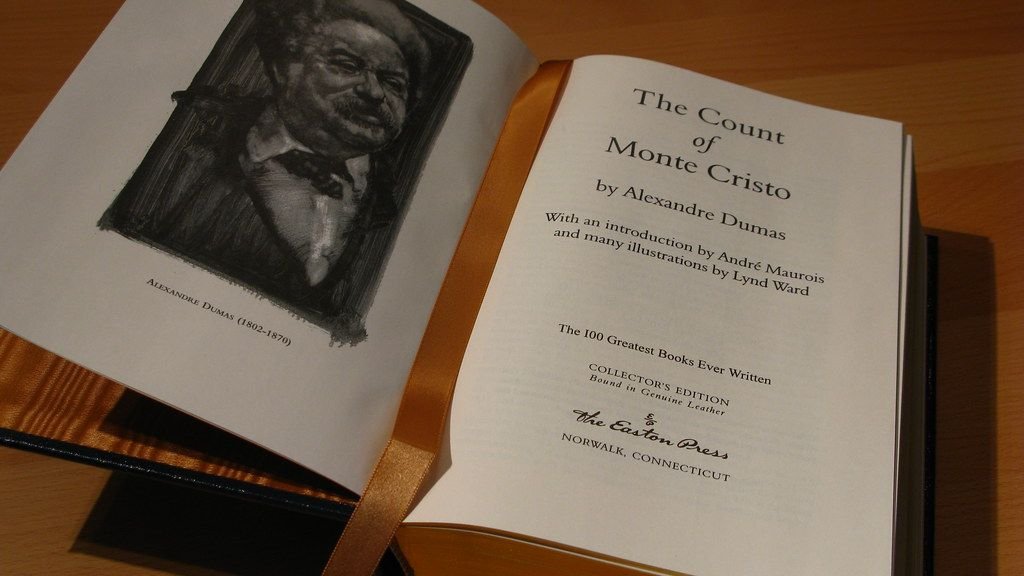 ALEXANDRE DUMAS (1802-1870)
The Count
of
Monte Cristo
by Alexandre Dumas
With an introduction by André Maurois
and many illustrations by Lynd Ward
The 100 Greatest Books Ever Written
COLLECTOR'S EDITION
Bound in Genuine Leather
The Easton Press
NORWALK, CONNECTICUT